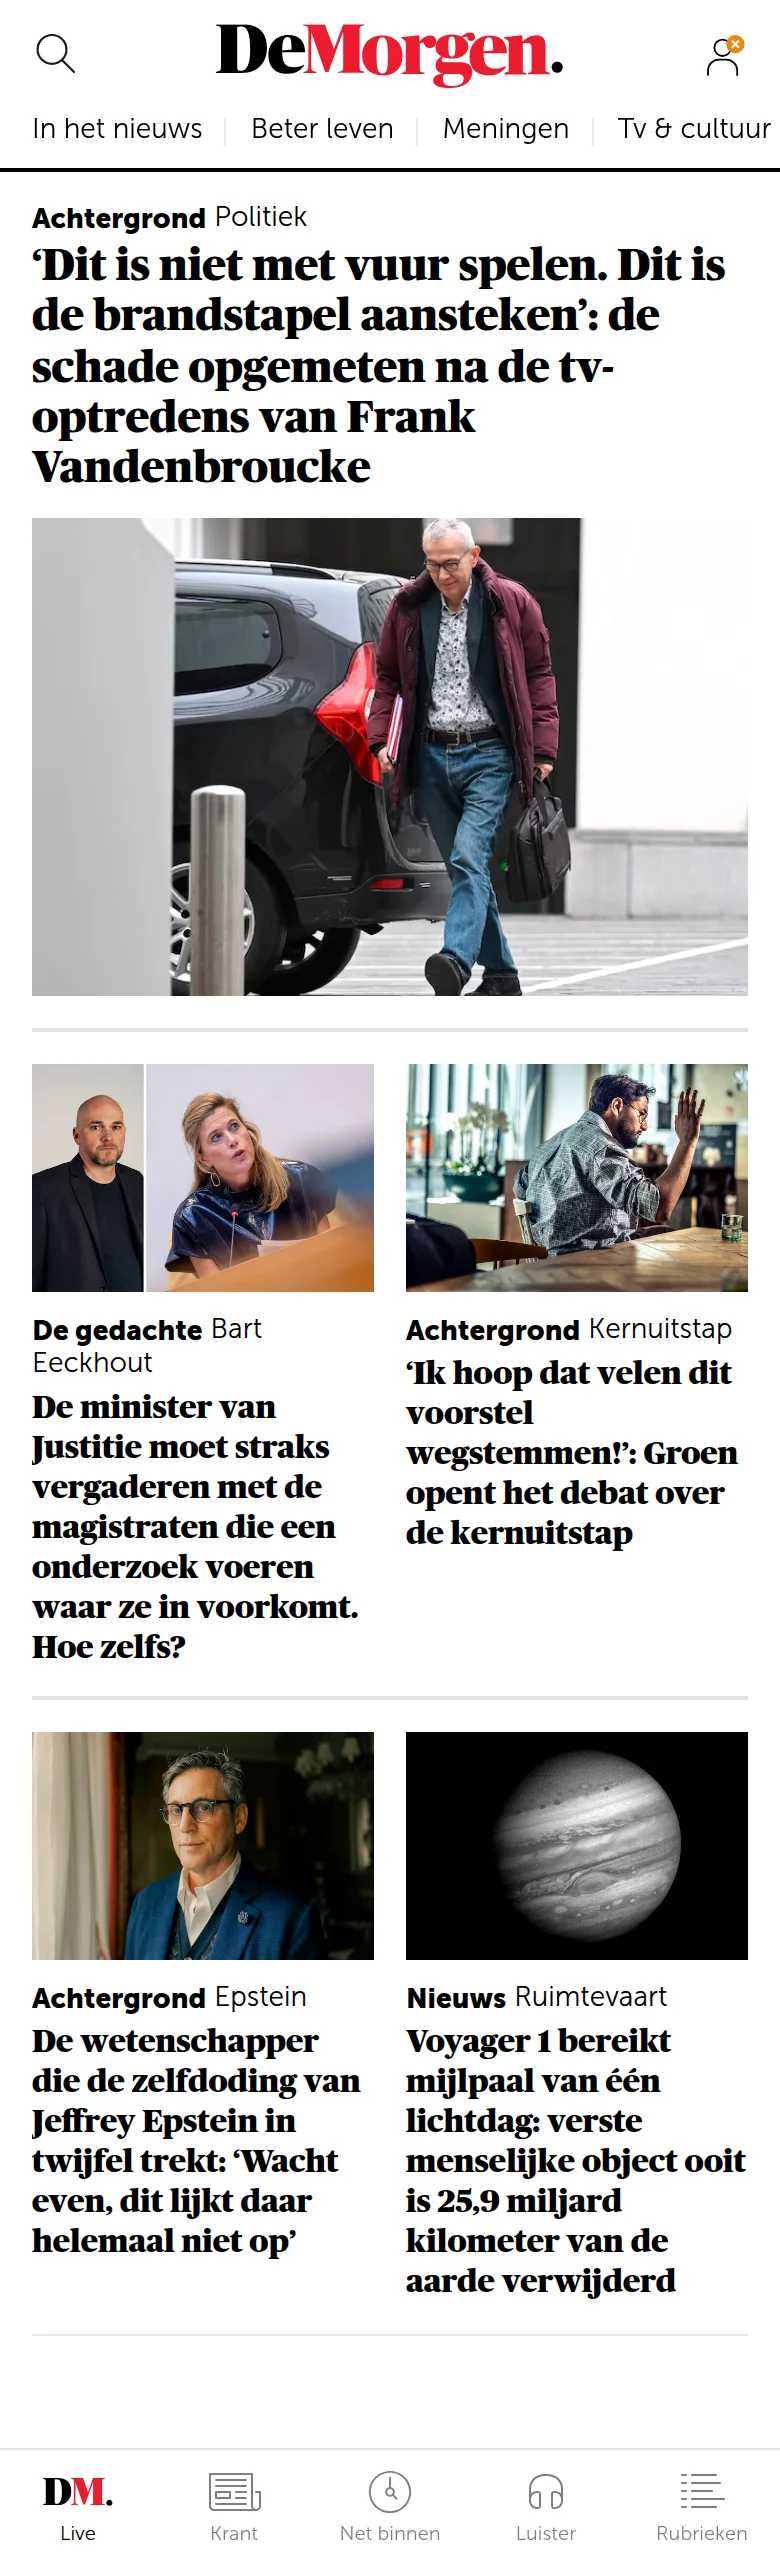 DeMorgen.
In het nieuws
Beter leven
Meningen
Tv & cultuur
Achtergrond Politiek
‘Dit is niet met vuur spelen. Dit is
de brandstapel aansteken’: de
schade opgemeten na de tv-
optredens van Frank
Vandenbroucke
De gedachte Bart
Eeckhout
De minister van
Justitie moet straks
vergaderen met de
magistraten die een
onderzoek voeren
waar ze in voorkomt.
Hoe zelfs?
Achtergrond Kernuitstap
‘Ik hoop dat velen dit
voorstel
wegstemmen!’: Groen
opent het debat over
de kernuitstap
Achtergrond Epstein
De wetenschapper
die de zelfdoding van
Jeffrey Epstein in
twijfel trekt: ‘Wacht
even, dit lijkt daar
helemaal niet op’
Nieuws Ruimtevaart
Voyager 1 bereikt
mijlpaal van één
lichtdag: verste
menselijke object ooit
is 25,9 miljard
kilometer van de
aarde verwijderd
DM.
Live
Krant
Net binnen
Luister
Rubrieken